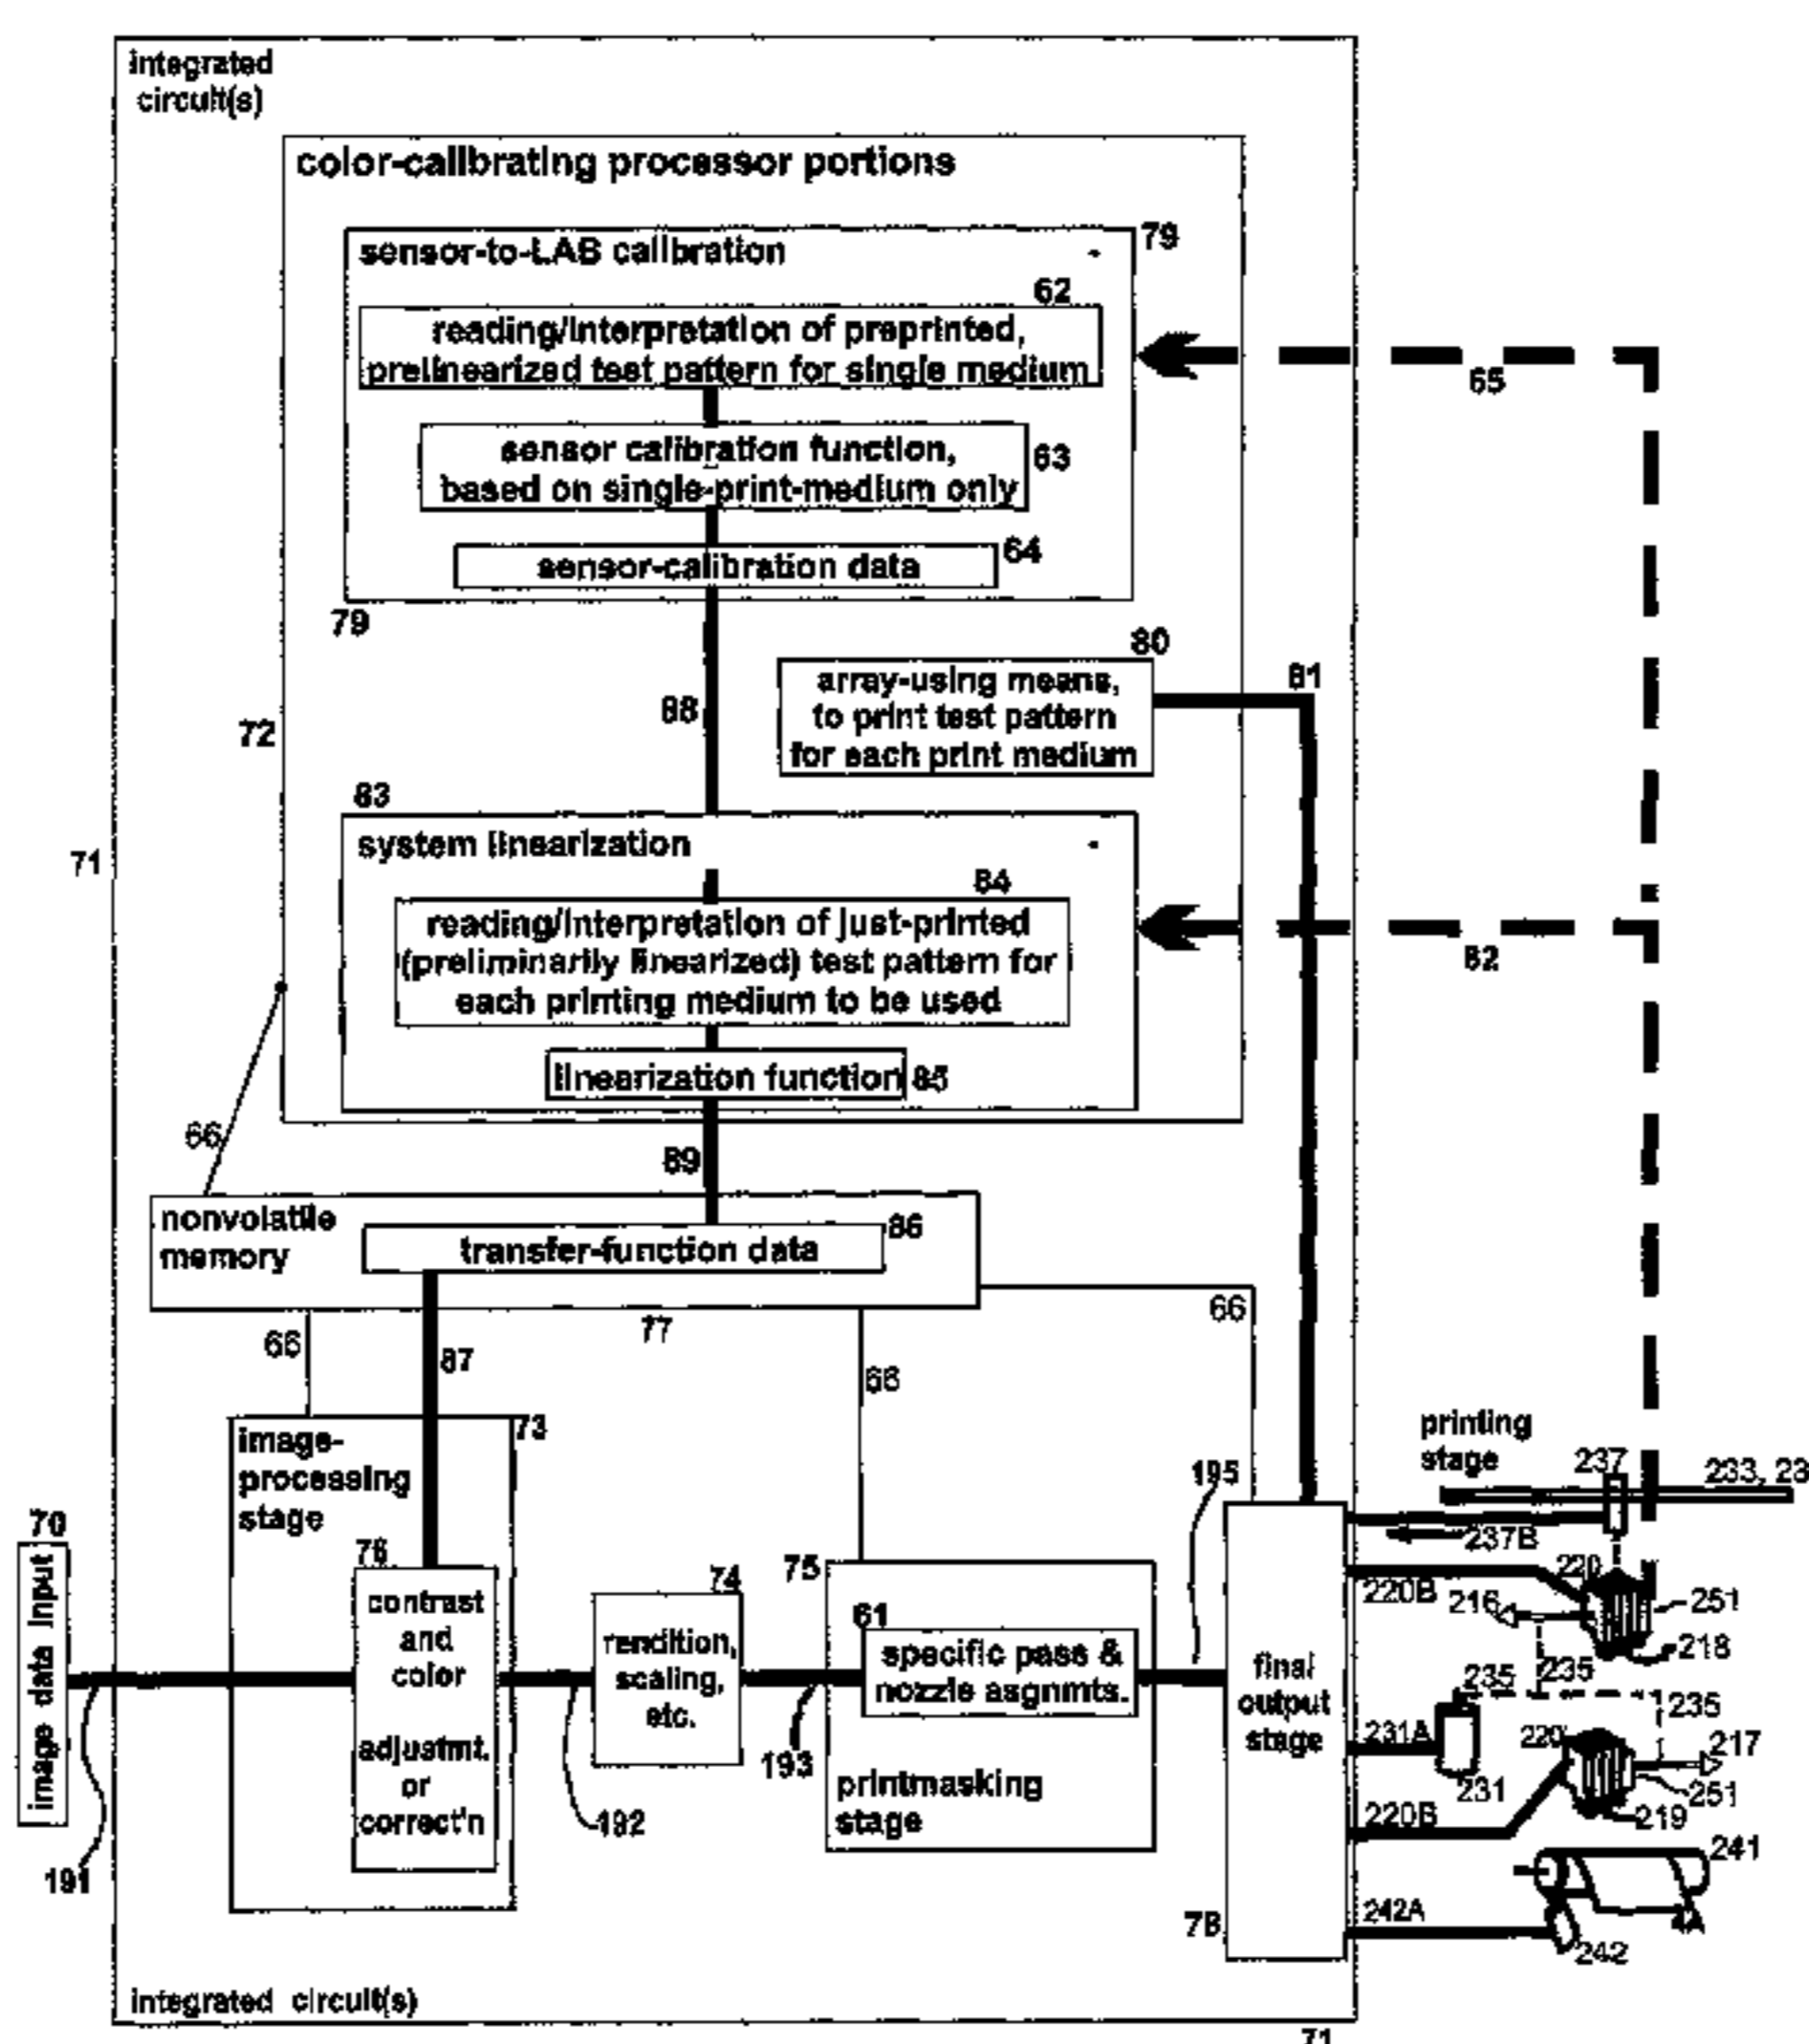 integrated
circuit(s)
color-calibrating processor portions
sensor-to-LAB calibration
79
62
reading/interpretation of preprinted,
prelinearized test pattern for single medium
65
sensor calibration function,
based on single-print-medium only
63
sensor-calibration data
64
79
80
array-using means,
to print test pattern
for each print medium
81
88
72
83
71
system linearization
84
reading/interpretation of just-printed
(preliminarily linearized) test pattern for
each printing medium to be used
82
linearization function
85
66
89
nonvolatile
memory
86
transfer-function data
66
77
66
87
66
73
image-
processing
stage
printing
stage
237
233, 23
195
237B
70
image data input
76
contrast
and
color
adjustmt.
or
correct'n
74
rendition,
scaling,
etc.
75
61
specific pass &
nozzle asgnmts.
printmasking
stage
final
output
stage
220
220B
216
251
218
235
235
235
231A
231
220
217
251
219
220B
241
191
192
193
78
242A
4A
242
integrated circuit(s)
71